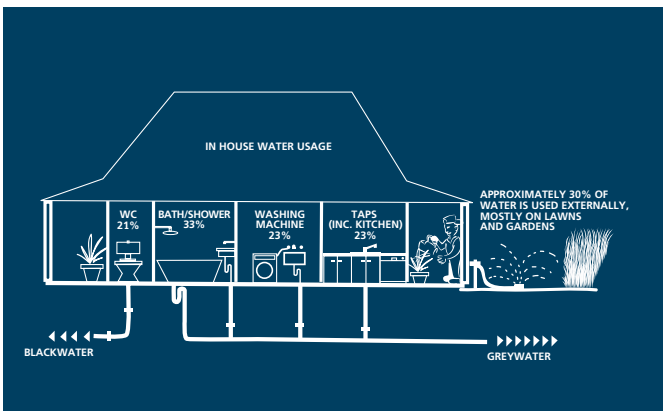 IN HOUSE WATER USAGE
APPROXIMATELY 30% OF
WATER IS USED EXTERNALLY,
MOSTLY ON LAWNS
AND GARDENS
WC
21%
BATH/SHOWER
33%
WASHING
MACHINE
23%
TAPS
(INC. KITCHEN)
23%
BLACKWATER
GREYWATER